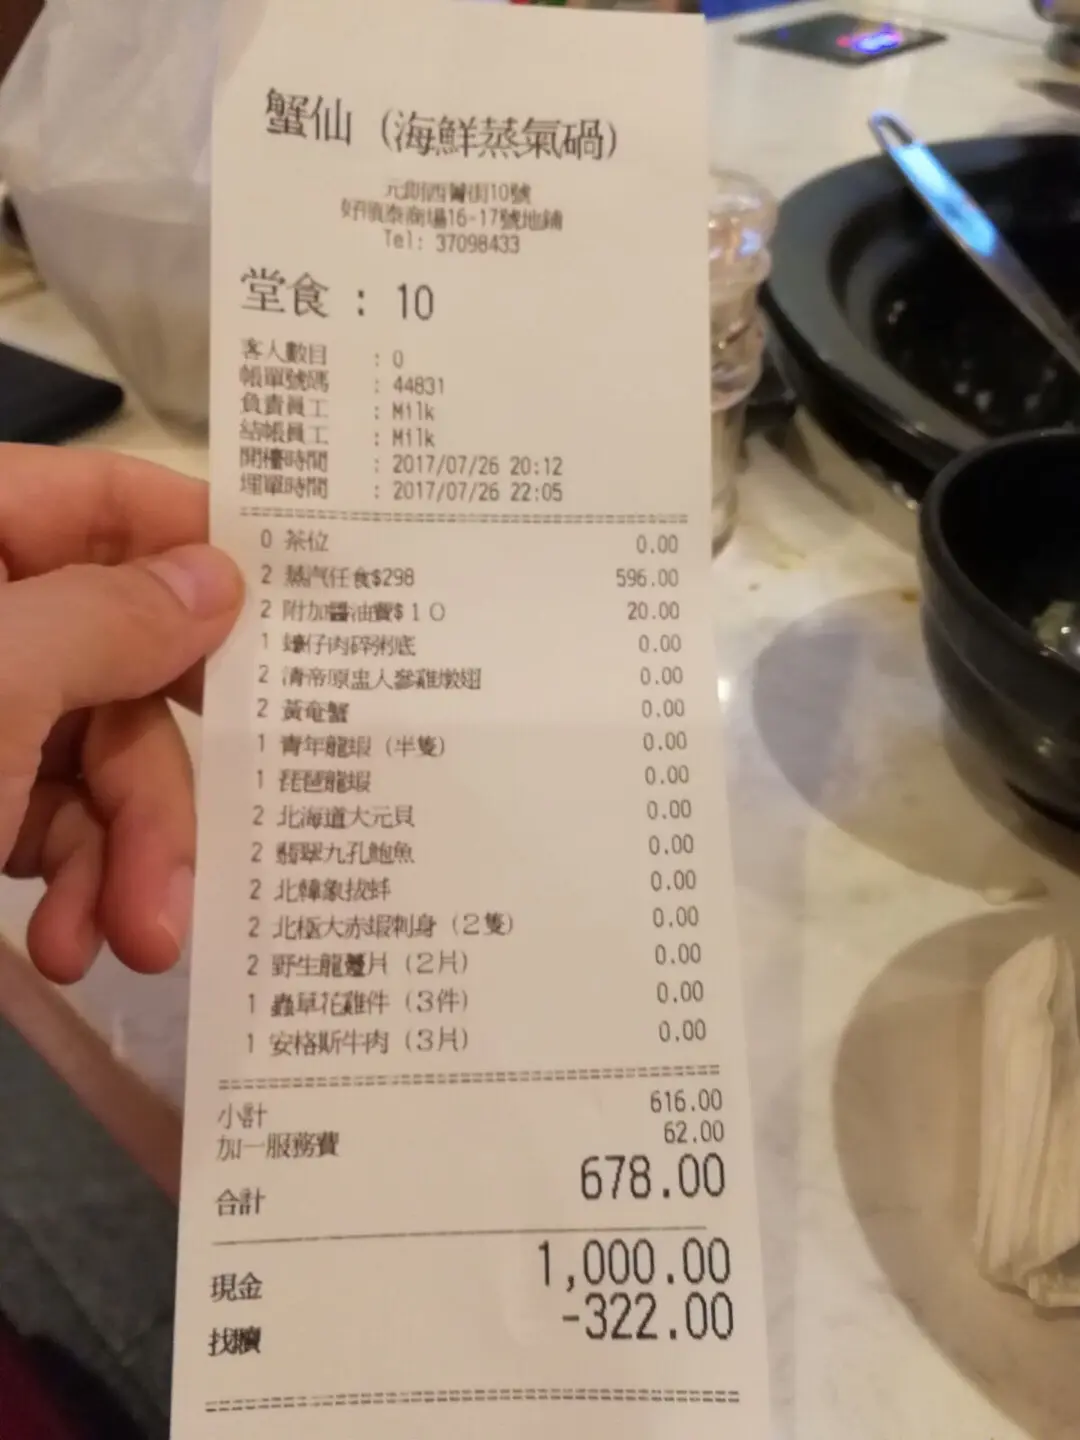 蟹仙 (海鮮蒸氣鍋)
元朗西菁街10號
好順泰商場16-17號地鋪
Tel: 37098433
堂食 : 10
客人數目 : 0
帳單號碼 : 44831
負責員工 : Milk
結帳員工 : Milk
開檯時間 : 2017/07/26 20:12
埋單時間 : 2017/07/26 22:05
0 茶位 0.00
2 蒸汽任食$298 596.00
2 附加醬油費$10 20.00
1 蠔仔肉碎粥底 0.00
2 清帝原盅人參雞燉翅 0.00
2 黃竜蟹 0.00
1 青年龍蝦 (半隻) 0.00
1 琵琶龍蝦 0.00
2 北海道大元貝 0.00
2 翡翠九孔鮑魚 0.00
2 北韓象拔蚌 0.00
2 北極大赤蝦刺身 (2隻) 0.00
2 野生龍躉片 (2片) 0.00
1 蟲草花雞件 (3件) 0.00
1 安格斯牛肉 (3片) 0.00
小計 616.00
加一服務費 62.00
合計 678.00
現金 1,000.00
找贖 -322.00